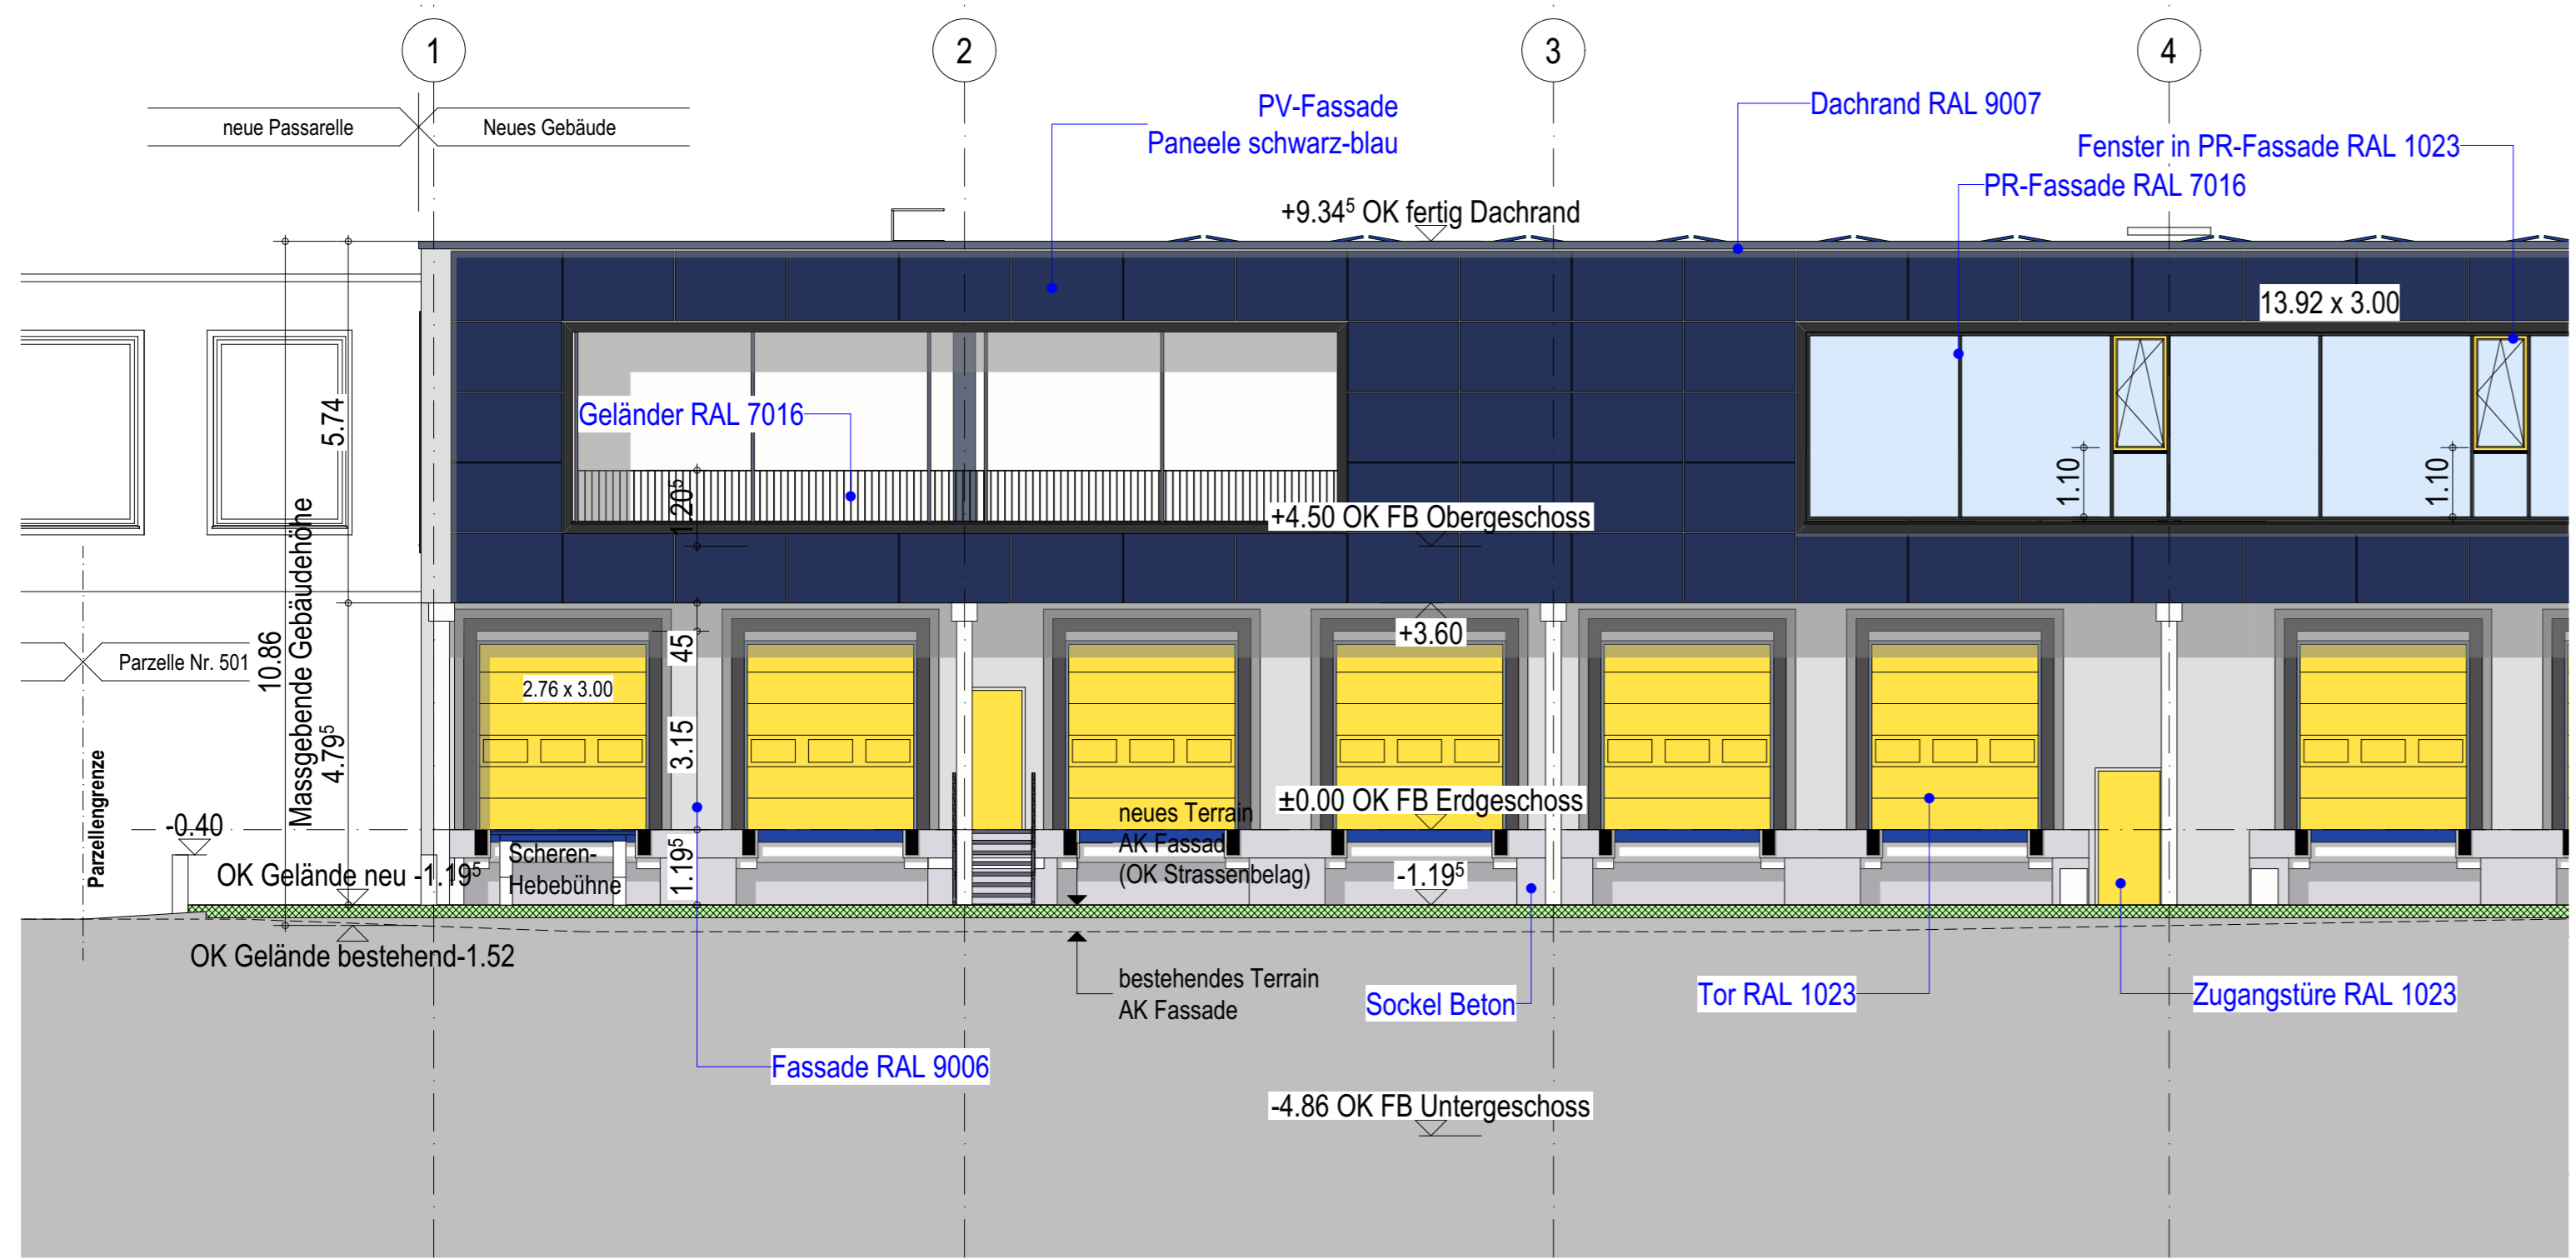 1
2
3
4
neue Passarelle
Neues Gebäude
PV-Fassade
Paneele schwarz-blau
Dachrand RAL 9007
Fenster in PR-Fassade RAL 1023
PR-Fassade RAL 7016
+9.34⁵ OK fertig Dachrand
13.92 x 3.00
5.74
Geländer RAL 7016
1.20⁵
1.10
1.10
+4.50 OK FB Obergeschoss
Massgebende Gebäudehöhe
10.86
4.79⁵
+3.60
45
Parzelle Nr. 501
2.76 x 3.00
3.15
Parzellengrenze
-0.40
±0.00 OK FB Erdgeschoss
neues Terrain
AK Fassade
(OK Strassenbelag)
Scheren-
Hebebühne
1.19⁵
OK Gelände neu -1.19⁵
-1.19⁵
OK Gelände bestehend-1.52
bestehendes Terrain
AK Fassade
Sockel Beton
Tor RAL 1023
Zugangstüre RAL 1023
Fassade RAL 9006
-4.86 OK FB Untergeschoss